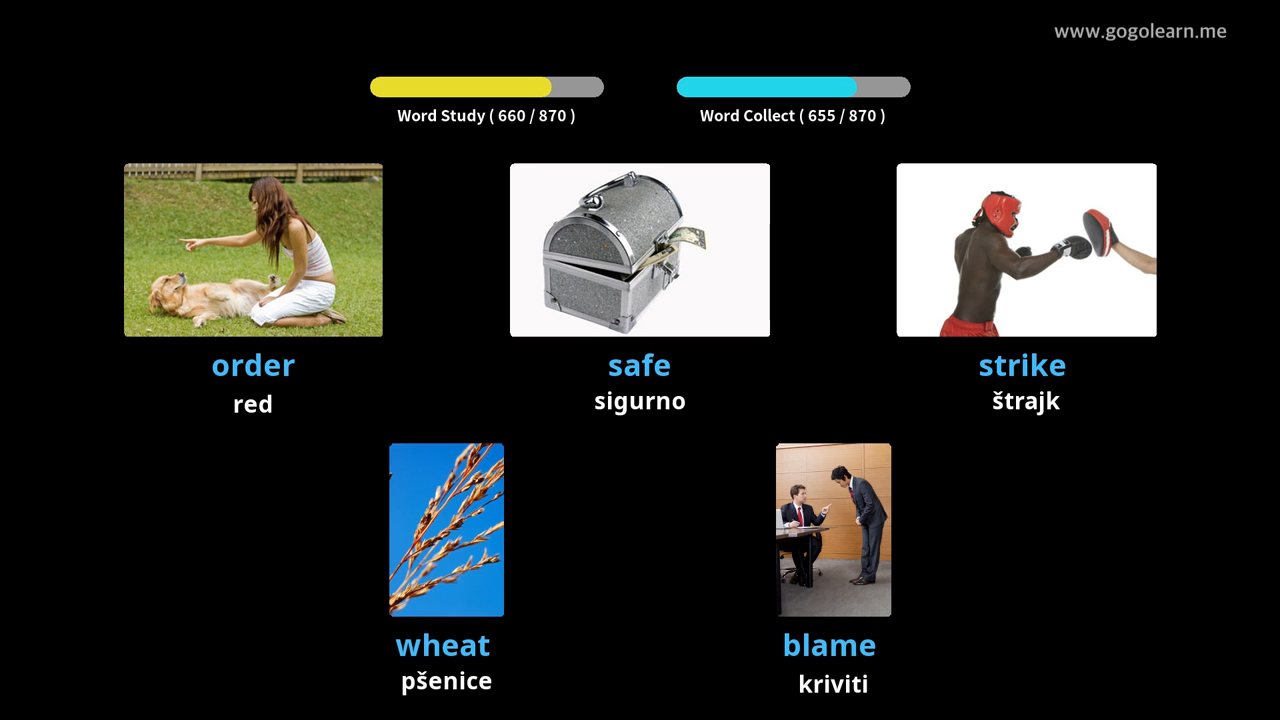 www.gogolearn.me
Word Study ( 660 / 870 )
Word Collect ( 655 / 870 )
order
red
safe
sigurno
strike
štrajk
wheat
pšenice
blame
kriviti